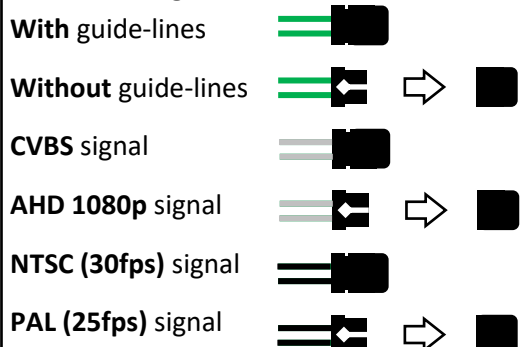 With guide-lines
Without guide-lines
CVBS signal
AHD 1080p signal
NTSC (30fps) signal
PAL (25fps) signal